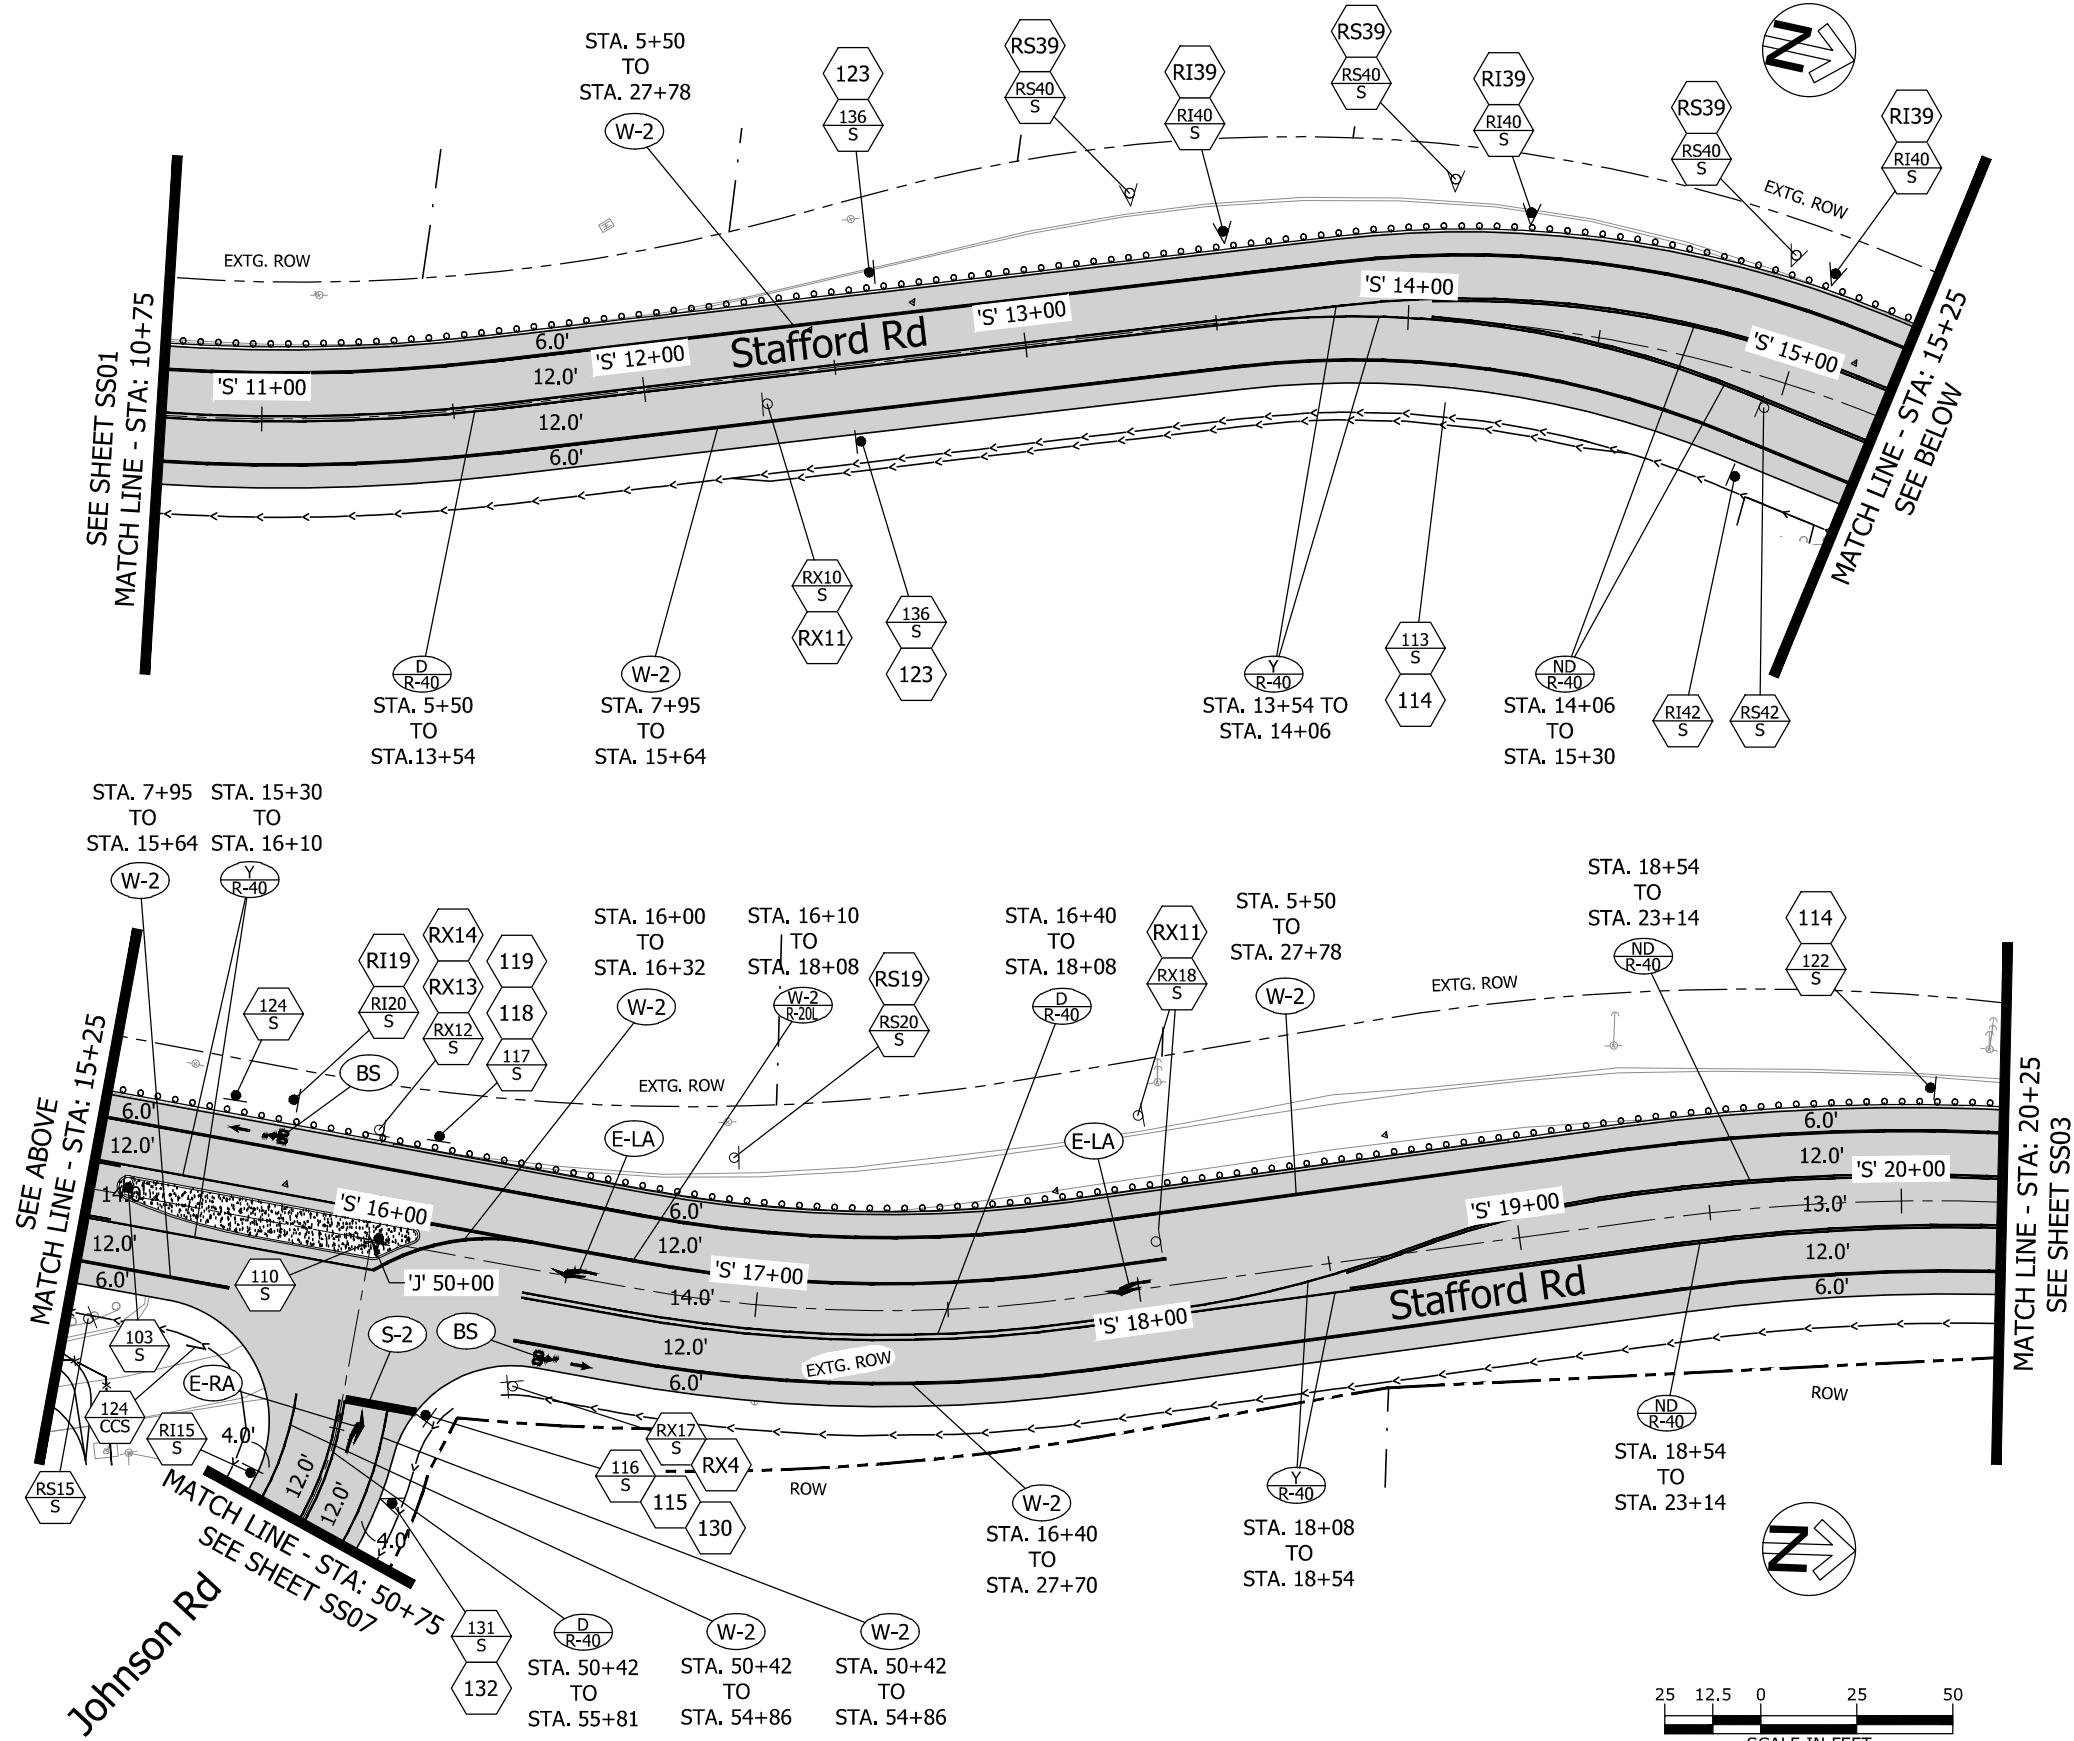 STA. 5+50
TO
STA. 27+78
W-2
123
136
S
RS39
RS40
S
RI39
RI40
S
RS39
RS40
S
RI39
RI40
S
RS39
RS40
S
RI39
RI40
S
N
EXTG. ROW
EXTG. ROW
SEE SHEET SS01
MATCH LINE - STA: 10+75
'S' 11+00
6.0'
12.0'
12.0'
6.0'
'S' 12+00
Stafford Rd
'S' 13+00
'S' 14+00
'S' 15+00
MATCH LINE - STA: 15+25
SEE BELOW
D
R-40
STA. 5+50
TO
STA.13+54
W-2
STA. 7+95
TO
STA. 15+64
RX10
S
RX11
136
S
123
Y
R-40
STA. 13+54 TO
STA. 14+06
113
S
114
ND
R-40
STA. 14+06
TO
STA. 15+30
RI42
S
RS42
S
STA. 7+95
TO
STA. 15+64
W-2
STA. 15+30
TO
STA. 16+10
Y
R-40
124
S
RI19
RI20
S
BS
RX14
RX13
RX12
S
119
118
117
S
STA. 16+00
TO
STA. 16+32
W-2
STA. 16+10
TO
STA. 18+08
W-2
R-20L
RS19
RS20
S
STA. 16+40
TO
STA. 18+08
D
R-40
RX11
RX18
S
STA. 5+50
TO
STA. 27+78
W-2
STA. 18+54
TO
STA. 23+14
ND
R-40
114
122
S
EXTG. ROW
EXTG. ROW
E-LA
E-LA
SEE ABOVE
MATCH LINE - STA: 15+25
6.0'
12.0'
14.0'
12.0'
6.0'
'S' 16+00
'J' 50+00
6.0'
12.0'
'S' 17+00
14.0'
12.0'
6.0'
EXTG. ROW
'S' 18+00
'S' 19+00
Stafford Rd
6.0'
12.0'
'S' 20+00
13.0'
12.0'
6.0'
MATCH LINE - STA: 20+25
SEE SHEET SS03
110
S
103
S
S-2
BS
E-RA
124
CCS
RI15
S
RS15
S
4.0'
12.0'
12.0'
4.0'
MATCH LINE - STA: 50+75
SEE SHEET SS07
Johnson Rd
116
S
115
130
RX17
S
RX4
ROW
ROW
131
S
132
D
R-40
STA. 50+42
TO
STA. 55+81
W-2
STA. 50+42
TO
STA. 54+86
W-2
STA. 50+42
TO
STA. 54+86
W-2
STA. 16+40
TO
STA. 27+70
Y
R-40
STA. 18+08
TO
STA. 18+54
ND
R-40
STA. 18+54
TO
STA. 23+14
N
25 12.5 0 25 50
SCALE IN FEET